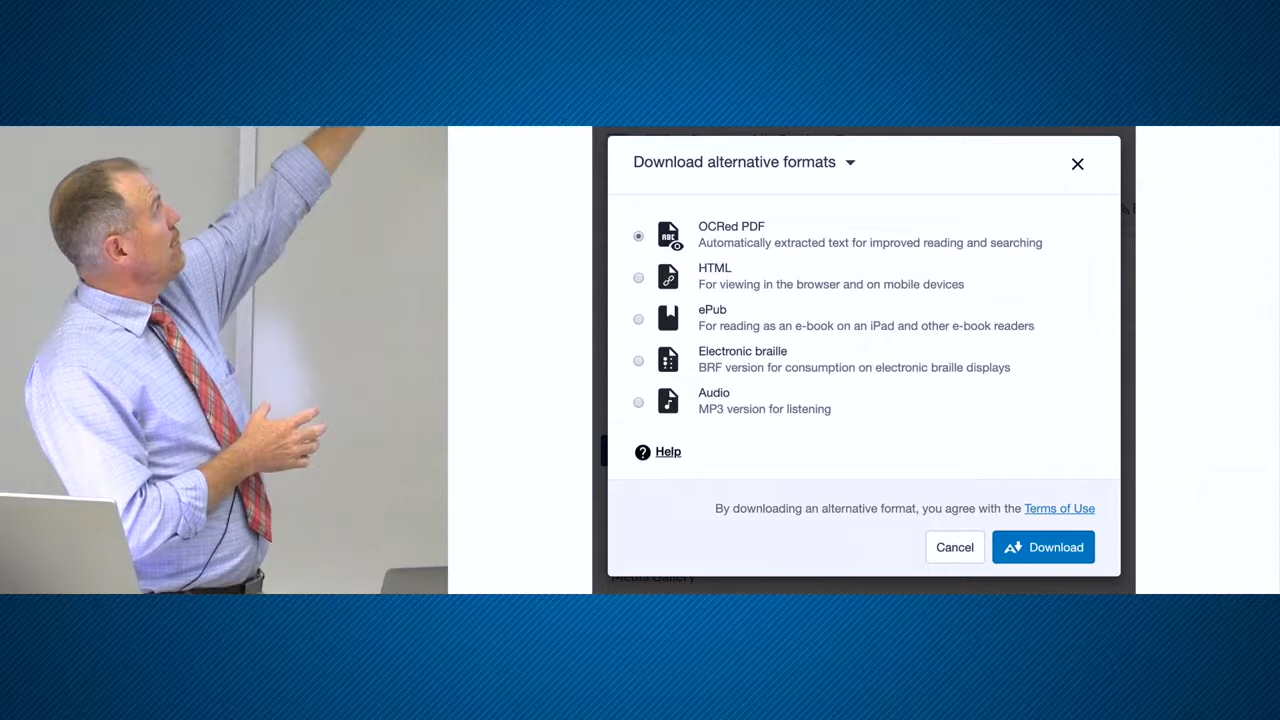 Download alternative formats
OCRed PDF
Automatically extracted text for improved reading and searching
HTML
For viewing in the browser and on mobile devices
ePub
For reading as an e-book on an iPad and other e-book readers
Electronic braille
BRF version for consumption on electronic braille displays
Audio
MP3 version for listening
Help
By downloading an alternative format, you agree with the Terms of Use
Cancel
Download
Media Gallery